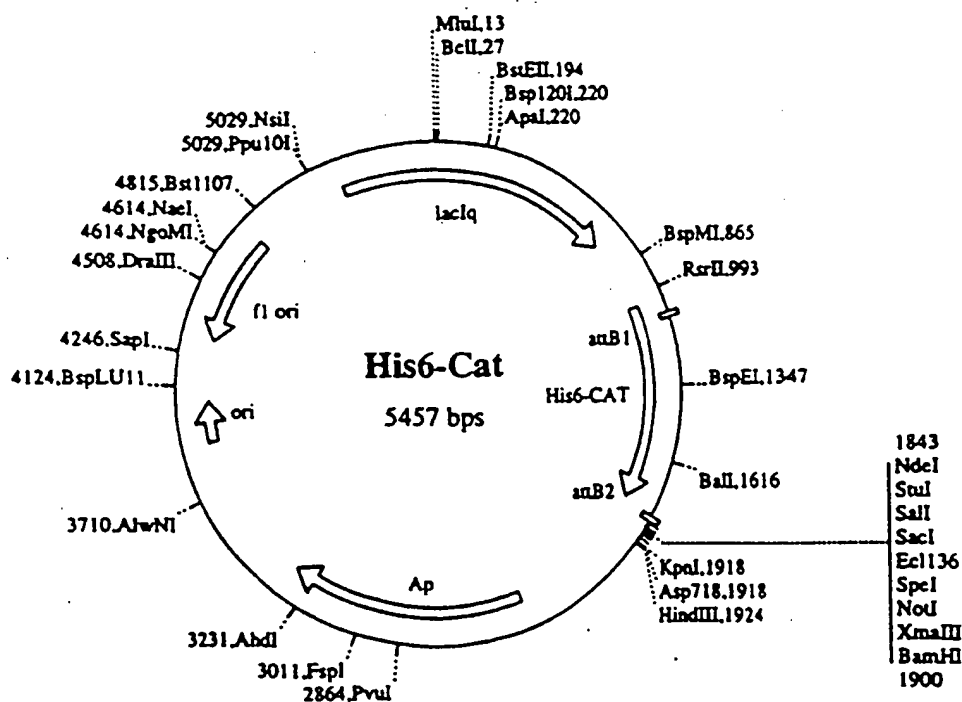 MluI,13
BclI,27
BstEII,194
Bsp120I,220
ApaI,220
5029,NsiI
5029,Ppu10I
4815,Bst1107
4614,NaeI
4614,NgoMI
4508,DraIII
4246,SapI
4124,BspLU11
3710,AlwNI
3231,AhdI
3011,FspI
2864,PvuI
lacIq
BspMI,865
RsrII,993
f1 ori
attB1
His6-Cat
5457 bps
His6-CAT
BspEI,1347
ori
attB2
BalI,1616
Ap
KpnI,1918
Asp718,1918
HindIII,1924
1843
NdeI
StuI
SalI
SacI
Ecl136
SpeI
NotI
XmaIII
BamHI
1900